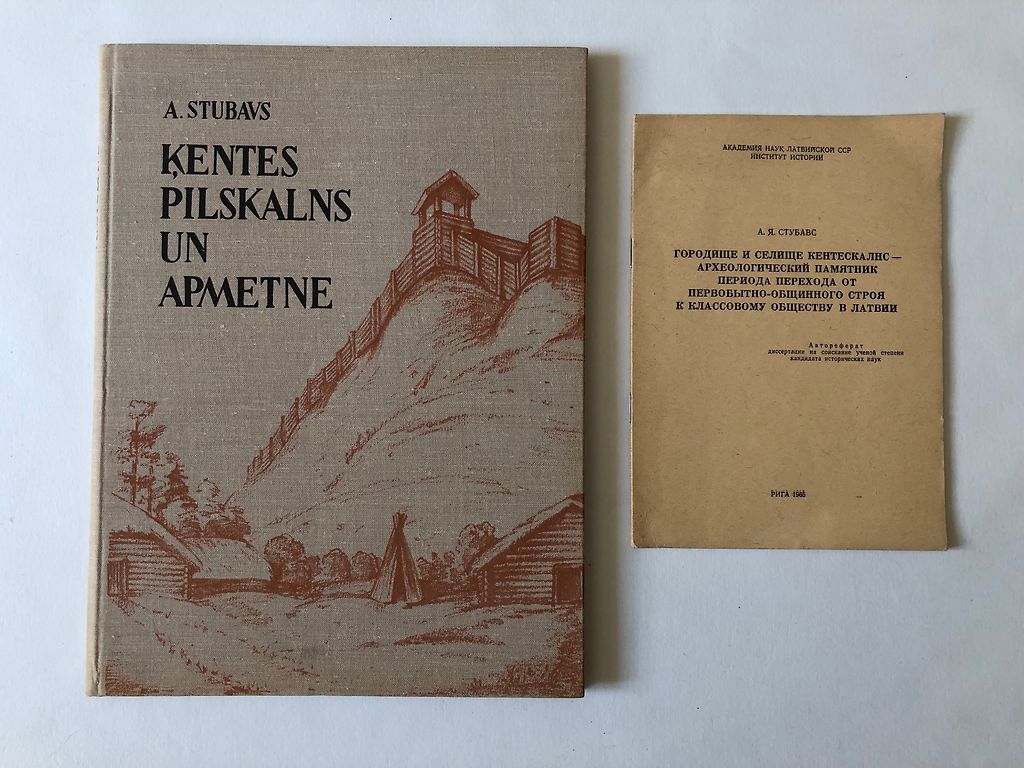 A. STUBAVS
ĶENTES
PILSKALNS
UN
APMETNE
АКАДЕМИЯ НАУК ЛАТВИЙСКОЙ ССР
ИНСТИТУТ ИСТОРИИ
А. Я. СТУБАВС
ГОРОДИЩЕ И СЕЛИЩЕ КЕНТЕСКАЛНС —
АРХЕОЛОГИЧЕСКИЙ ПАМЯТНИК
ПЕРИОДА ПЕРЕХОДА ОТ
ПЕРВОБЫТНО-ОБЩИННОГО СТРОЯ
К КЛАССОВОМУ ОБЩЕСТВУ В ЛАТВИИ
Автореферат
диссертации на соискание ученой степени
кандидата исторических наук
РИГА